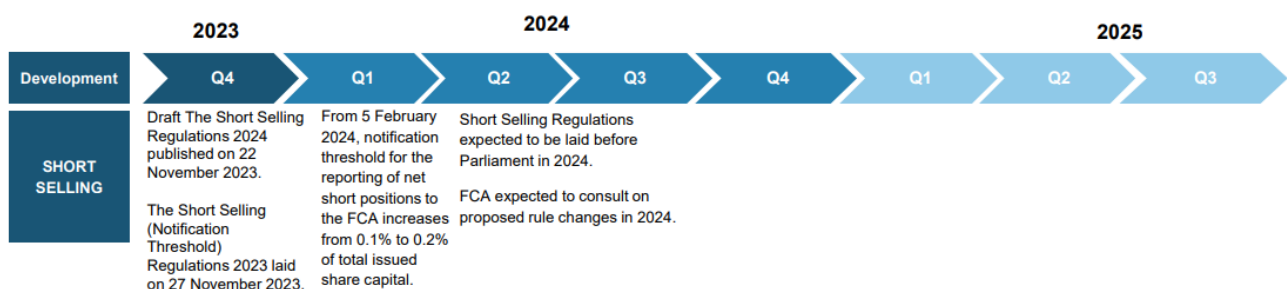 2023
2024
2025
Development
Q4
Q1
Q2
Q3
Q4
Q1
Q2
Q3
SHORT
SELLING
Draft The Short Selling
Regulations 2024
published on 22
November 2023.
The Short Selling
(Notification
Threshold)
Regulations 2023 laid
on 27 November 2023.
From 5 February
2024, notification
threshold for the
reporting of net
short positions to
the FCA increases
from 0.1% to 0.2%
of total issued
share capital.
Short Selling Regulations
expected to be laid before
Parliament in 2024.
FCA expected to consult on
proposed rule changes in 2024.